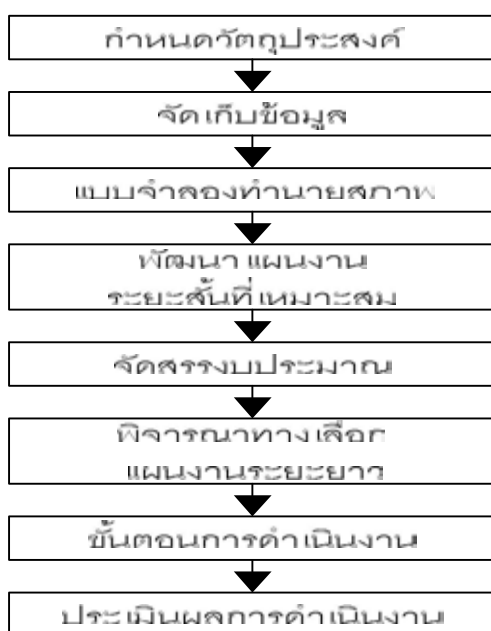 กำหนดวัตถุประสงค์
จัดเก็บข้อมูล
แบบจำลองทำนายสภาพ
พัฒนาแผนงาน
ระยะสั้นที่เหมาะสม
จัดสรรงบประมาณ
พิจารณาทางเลือก
แผนงานระยะยาว
ขั้นตอนการดำเนินงาน
ประเมินผลการดำเนินงาน